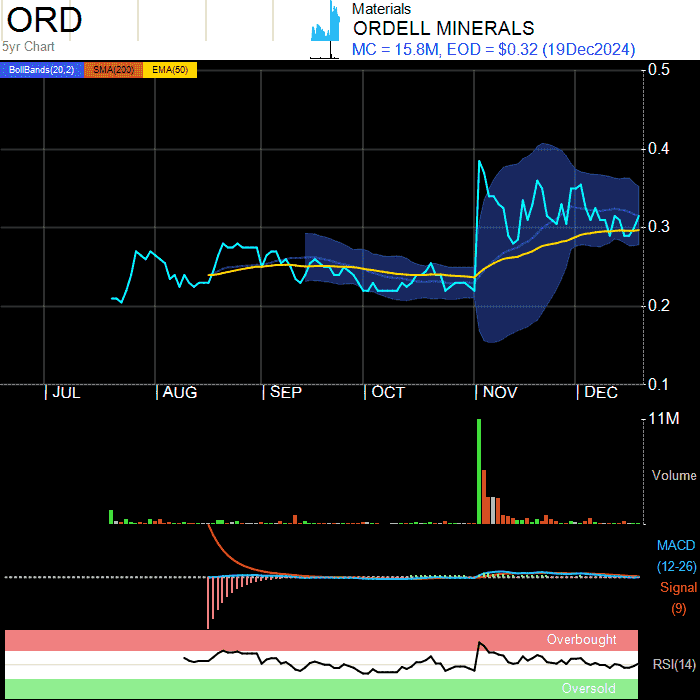 ORD
5yr Chart
Materials
ORDELL MINERALS
MC = 15.8M, EOD = $0.32 (19Dec2024)
BollBands(20,2) SMA(200) EMA(50)
0.5
0.4
0.3
0.2
0.1
JUL AUG SEP OCT NOV DEC
11M
Volume
MACD
(12-26)
Signal
(9)
Overbought
RSI(14)
Oversold